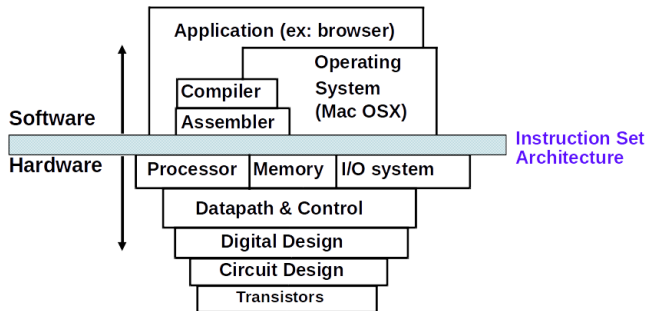 Application (ex: browser)
Operating
System
(Mac OSX)
Compiler
Assembler
Software
Hardware
Instruction Set
Architecture
Processor
Memory
I/O system
Datapath & Control
Digital Design
Circuit Design
Transistors